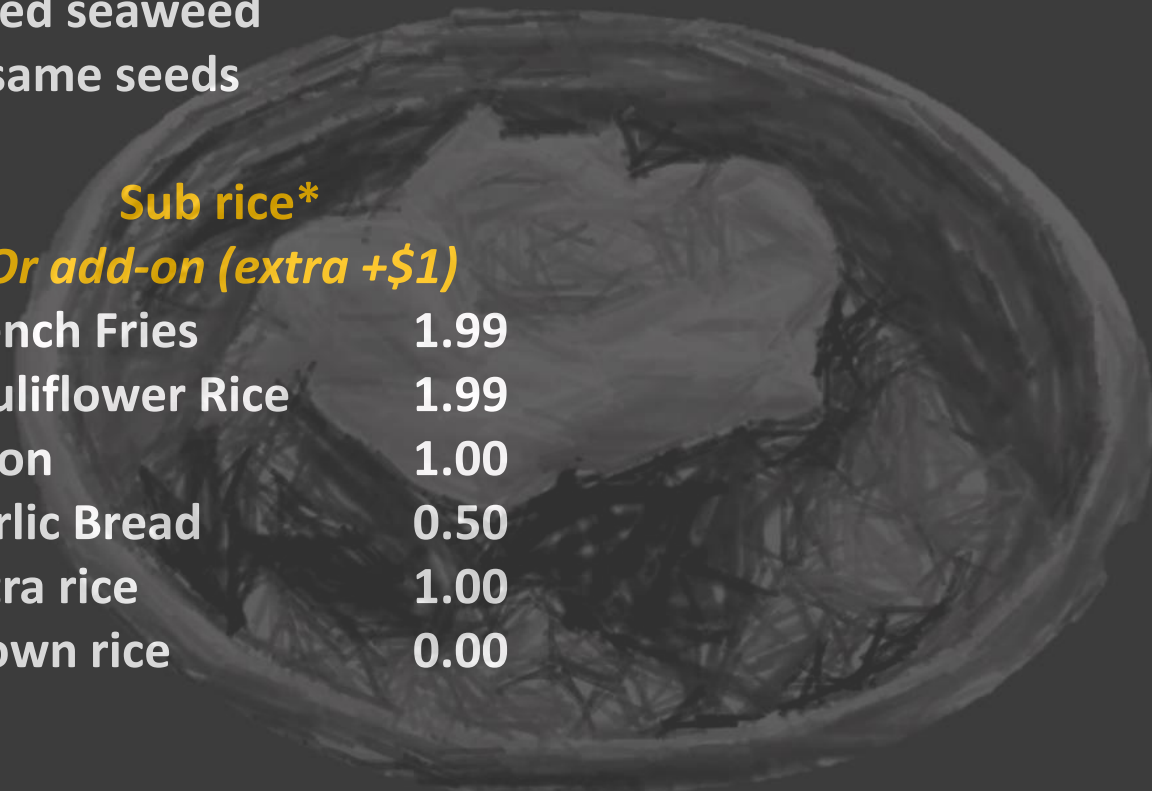 ed seaweed
same seeds
Sub rice*
Or add-on (extra +$1)
nch Fries 1.99
uliflower Rice 1.99
on 1.00
rlic Bread 0.50
tra rice 1.00
own rice 0.00